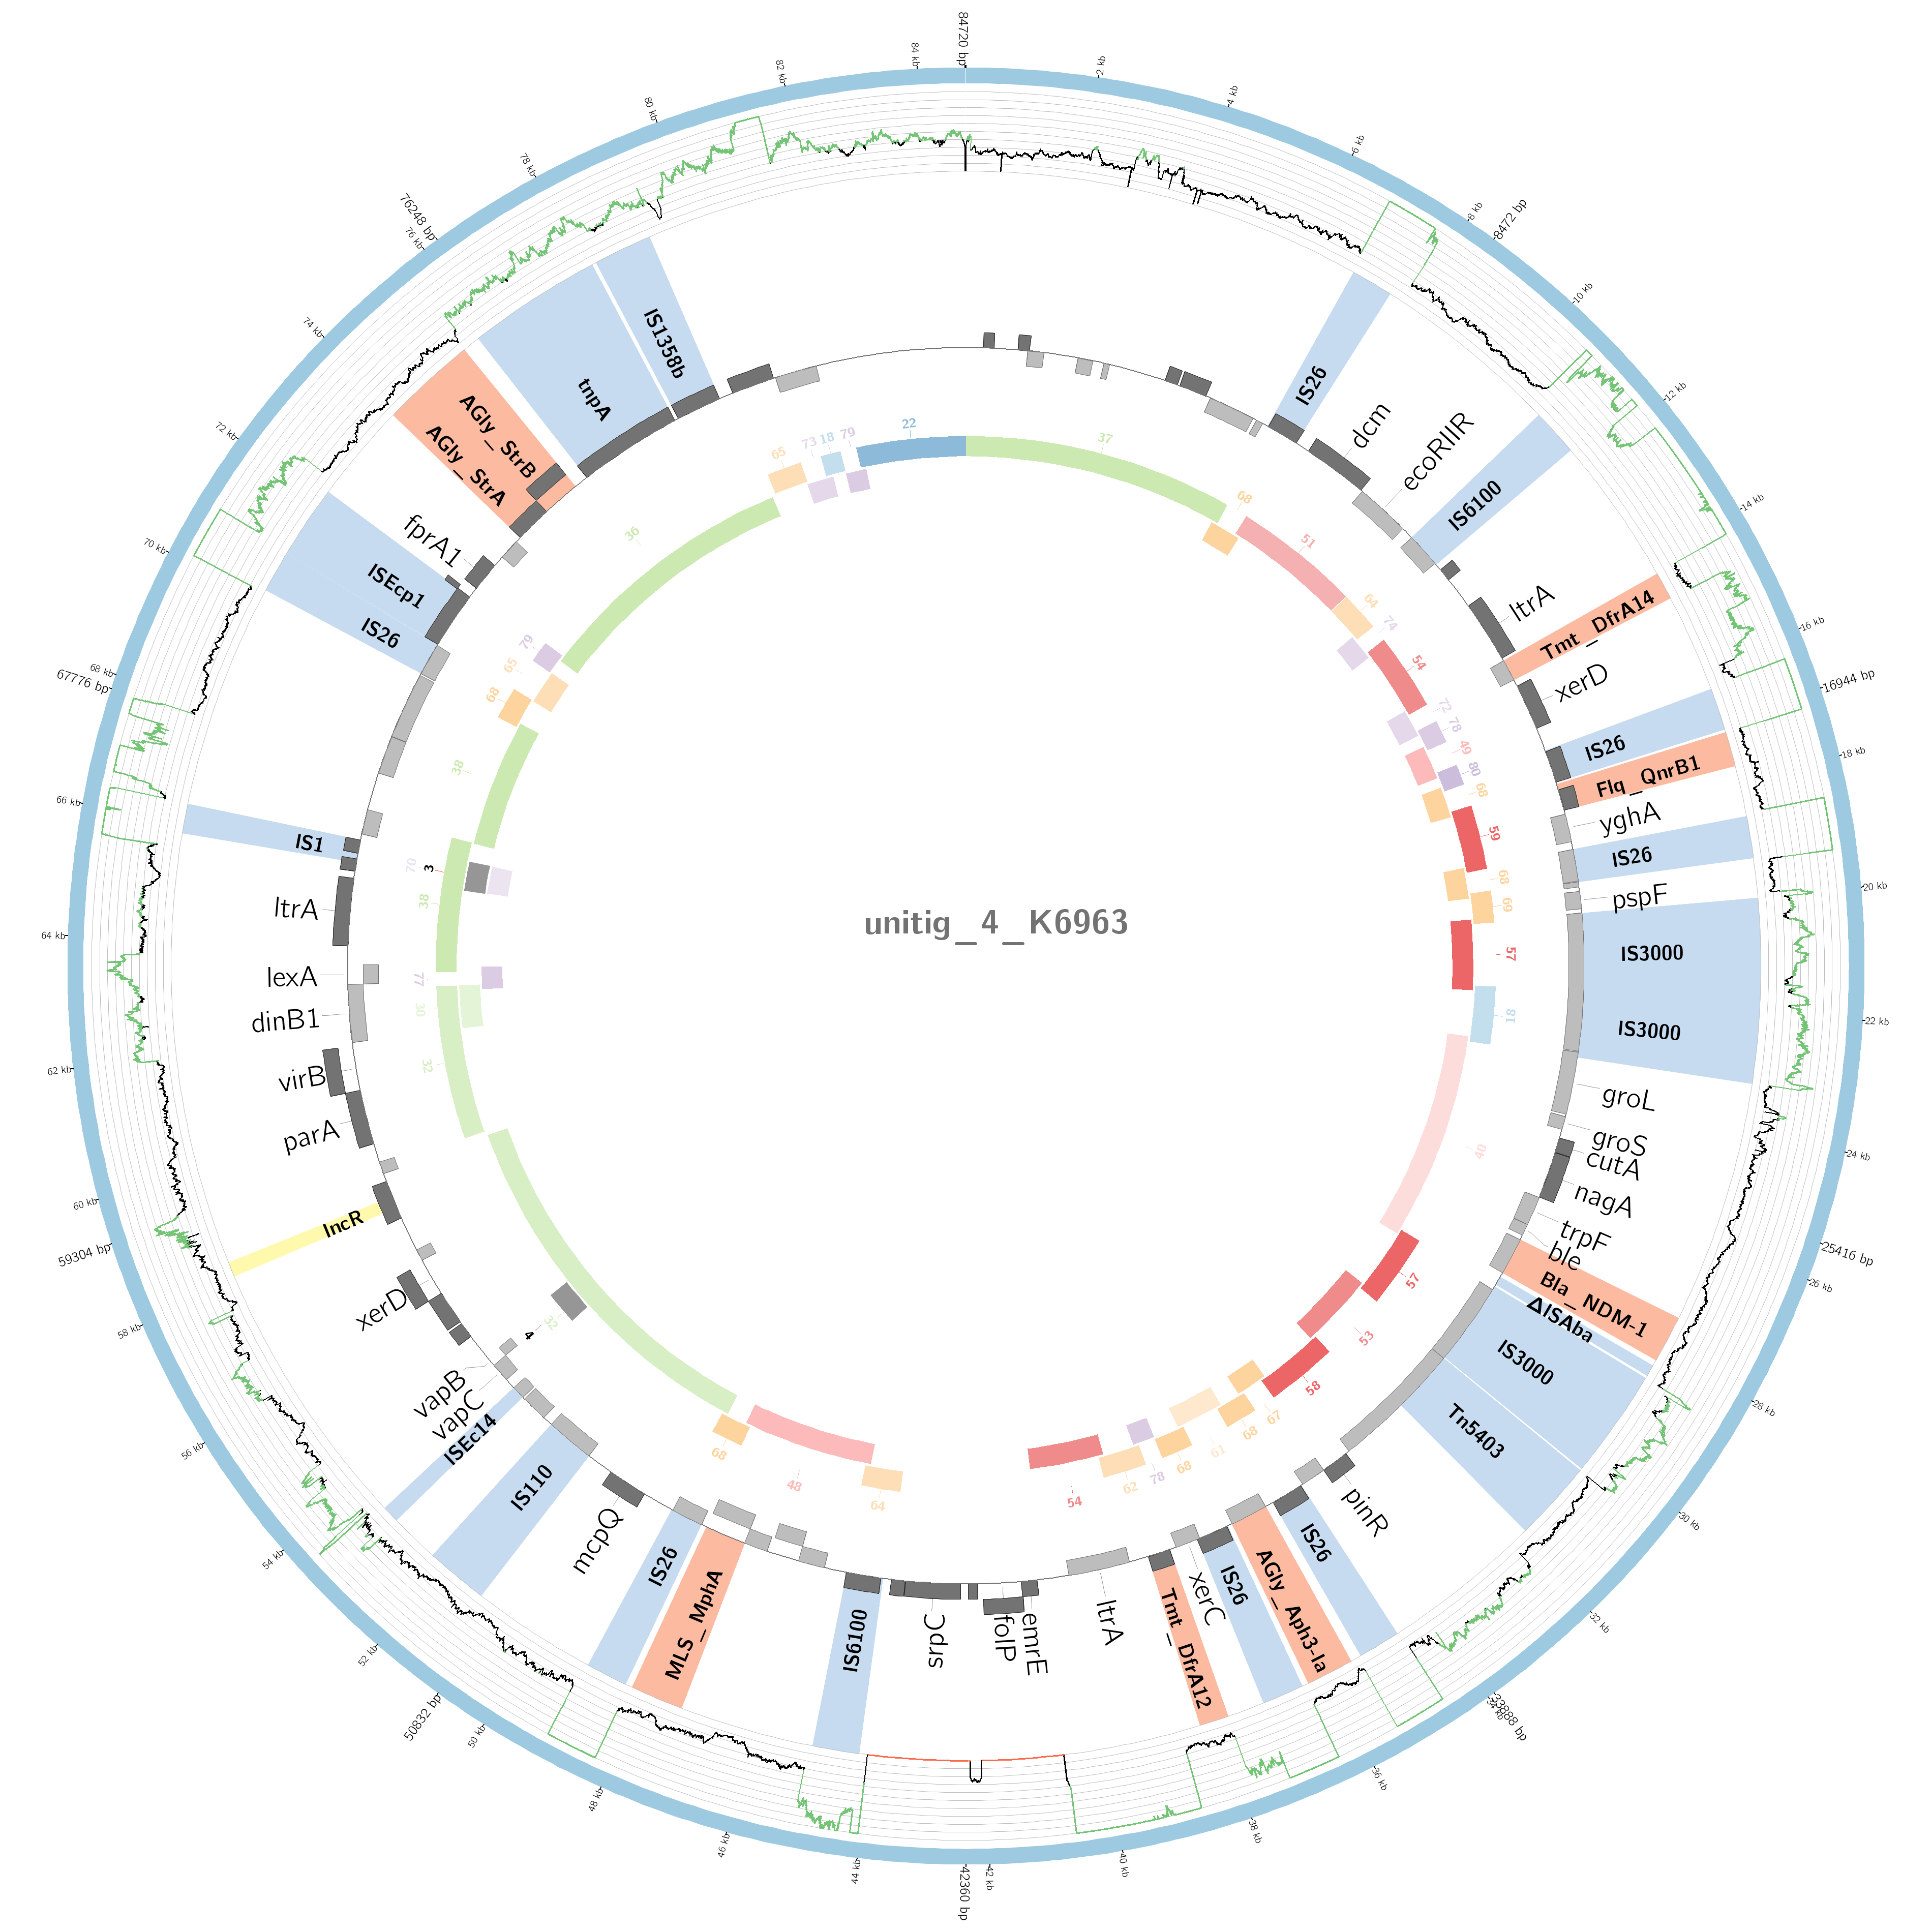 84720 bp
2 kb
4 kb
6 kb
8 kb
8472 bp
10 kb
12 kb
14 kb
16 kb
16944 bp
18 kb
20 kb
22 kb
24 kb
25416 bp
26 kb
28 kb
30 kb
32 kb
33888 bp
34 kb
36 kb
38 kb
40 kb
42 kb
42360 bp
44 kb
46 kb
48 kb
50 kb
50832 bp
52 kb
54 kb
56 kb
58 kb
59304 bp
60 kb
62 kb
64 kb
66 kb
67776 bp
68 kb
70 kb
72 kb
74 kb
76 kb
76248 bp
78 kb
80 kb
82 kb
84 kb
IS26
dcm
ecoRIIR
IS6100
ltrA
Tmt_DfrA14
xerD
IS26
Flq_QnrB1
yghA
IS26
pspF
IS3000
IS3000
groL
groS
cutA
nagA
trpF
ble
Bla_NDM-1
ΔISAba
IS3000
Tn5403
pinR
IS26
AGly_Aph3-Ia
IS26
xerC
Tmt_DfrA12
ltrA
emrE
folP
srpC
IS6100
MLS_MphA
IS26
mcpQ
IS110
ISEc14
vapC
vapB
xerD
IncR
parA
virB
dinB1
lexA
ltrA
IS1
IS26
ISEcp1
fprA1
AGly_StrA
AGly_StrB
tnpA
IS1358b
37
68
51
64
74
54
72
78
49
80
68
59
68
69
57
18
40
57
53
58
67
68
61
68
78
62
54
64
48
68
32
4
32
30
77
38
3
70
38
68
65
79
36
65
73
18
79
22
unitig_4_K6963